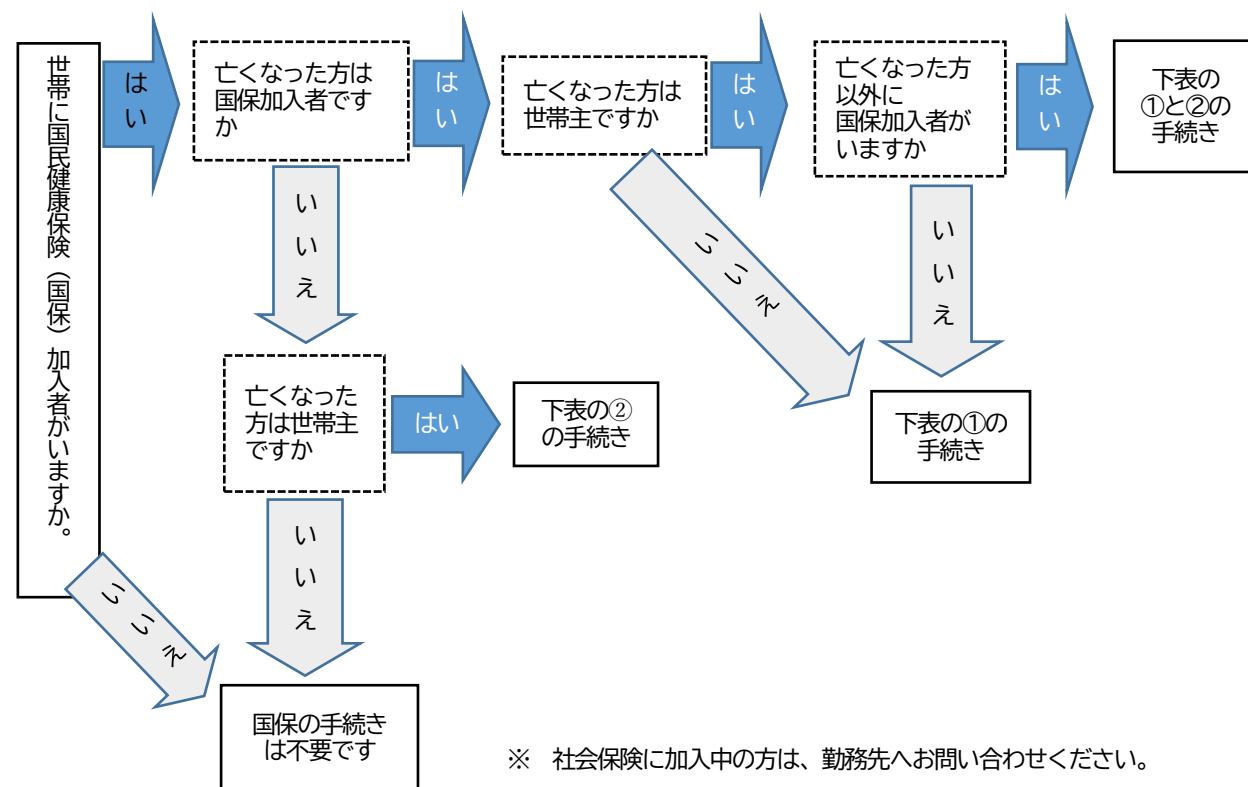 世帯に国民健康保険（国保）加入者がいますか。
はい
亡くなった方は
国保加入者です
か
はい
亡くなった方は
世帯主ですか
はい
亡くなった方
以外に
国保加入者が
いますか
はい
下表の
①と②の
手続き
いいえ
いいえ
いいえ
亡くなった
方は世帯主
ですか
はい
下表の②
の手続き
下表の①の
手続き
いいえ
いいえ
国保の手続き
は不要です
※　社会保険に加入中の方は、勤務先へお問い合わせください。